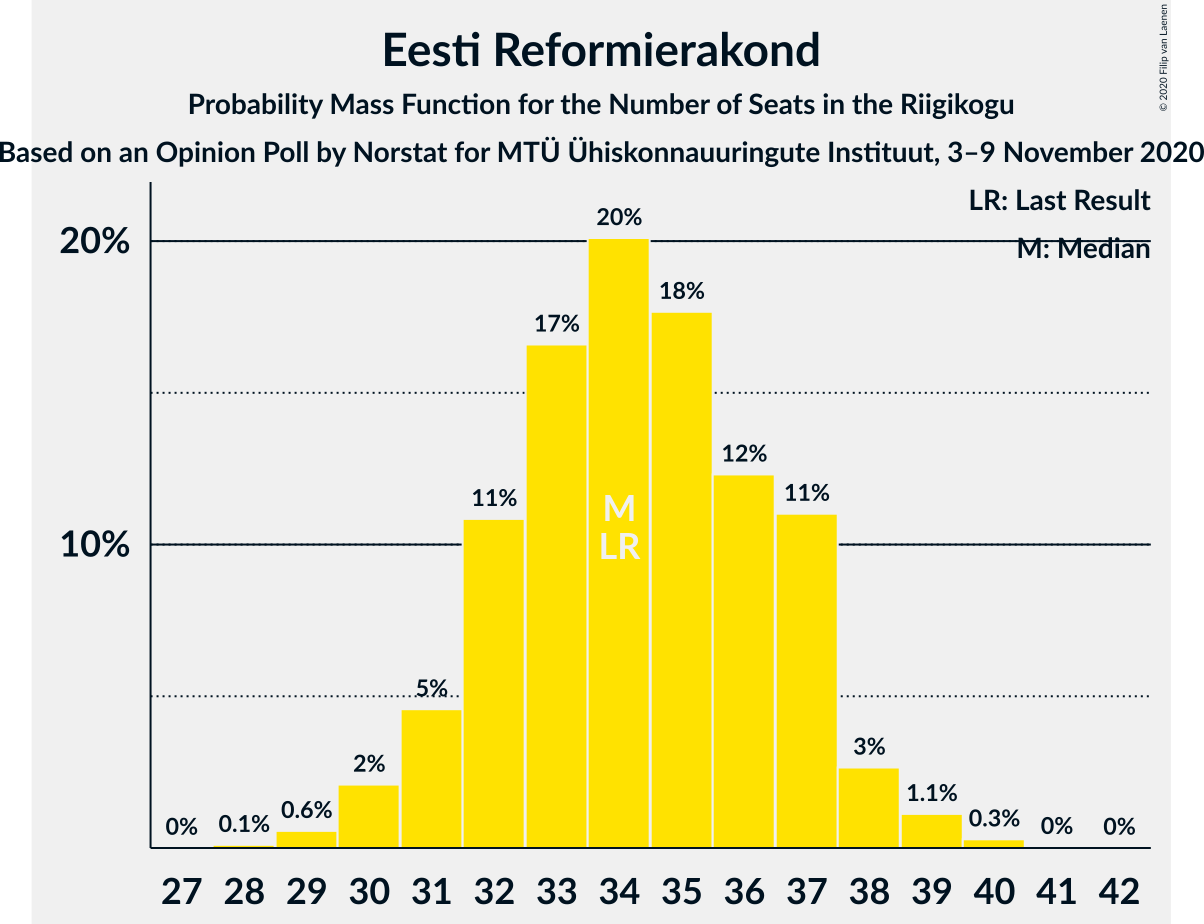 Eesti Reformierakond
Probability Mass Function for the Number of Seats in the Riigikogu
Based on an Opinion Poll by Norstat for MTÜ Ühiskonnauuringute Instituut, 3–9 November 2020
© 2020 Filip van Laenen
LR: Last Result
M: Median
20%
10%
0%
0.1%
0.6%
2%
5%
11%
17%
20%
18%
12%
11%
3%
1.1%
0.3%
0%
0%
M
LR
27 28 29 30 31 32 33 34 35 36 37 38 39 40 41 42